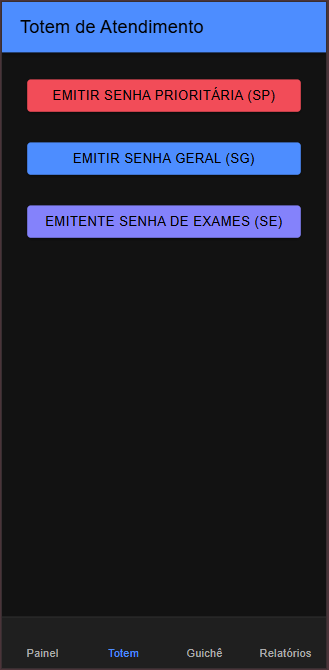 Totem de Atendimento
EMITIR SENHA PRIORITÁRIA (SP)
EMITIR SENHA GERAL (SG)
EMITENTE SENHA DE EXAMES (SE)
Painel Totem Guichê Relatórios